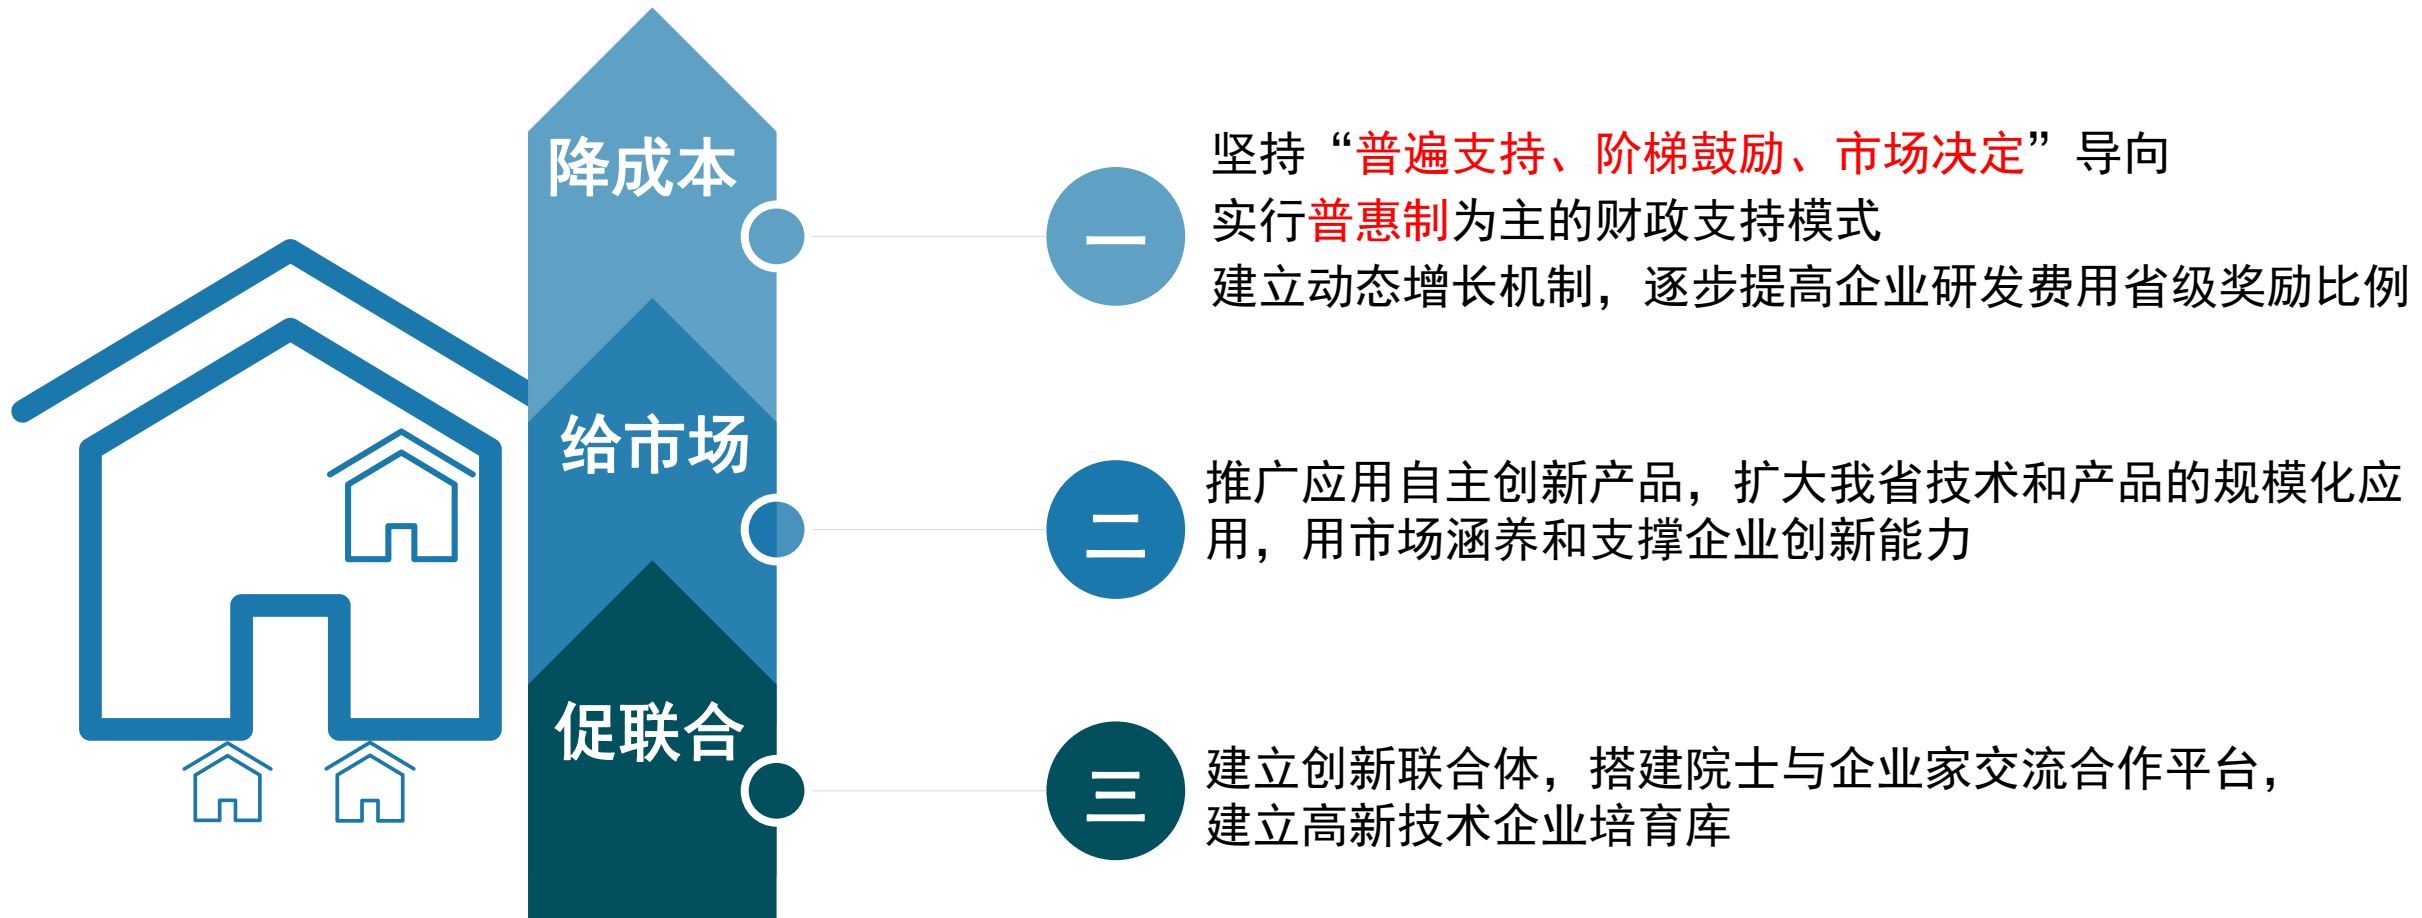 降成本
一
坚持“普遍支持、阶梯鼓励、市场决定”导向
实行普惠制为主的财政支持模式
建立动态增长机制，逐步提高企业研发费用省级奖励比例
给市场
二
推广应用自主创新产品，扩大我省技术和产品的规模化应
用，用市场涵养和支撑企业创新能力
促联合
三
建立创新联合体，搭建院士与企业家交流合作平台，
建立高新技术企业培育库